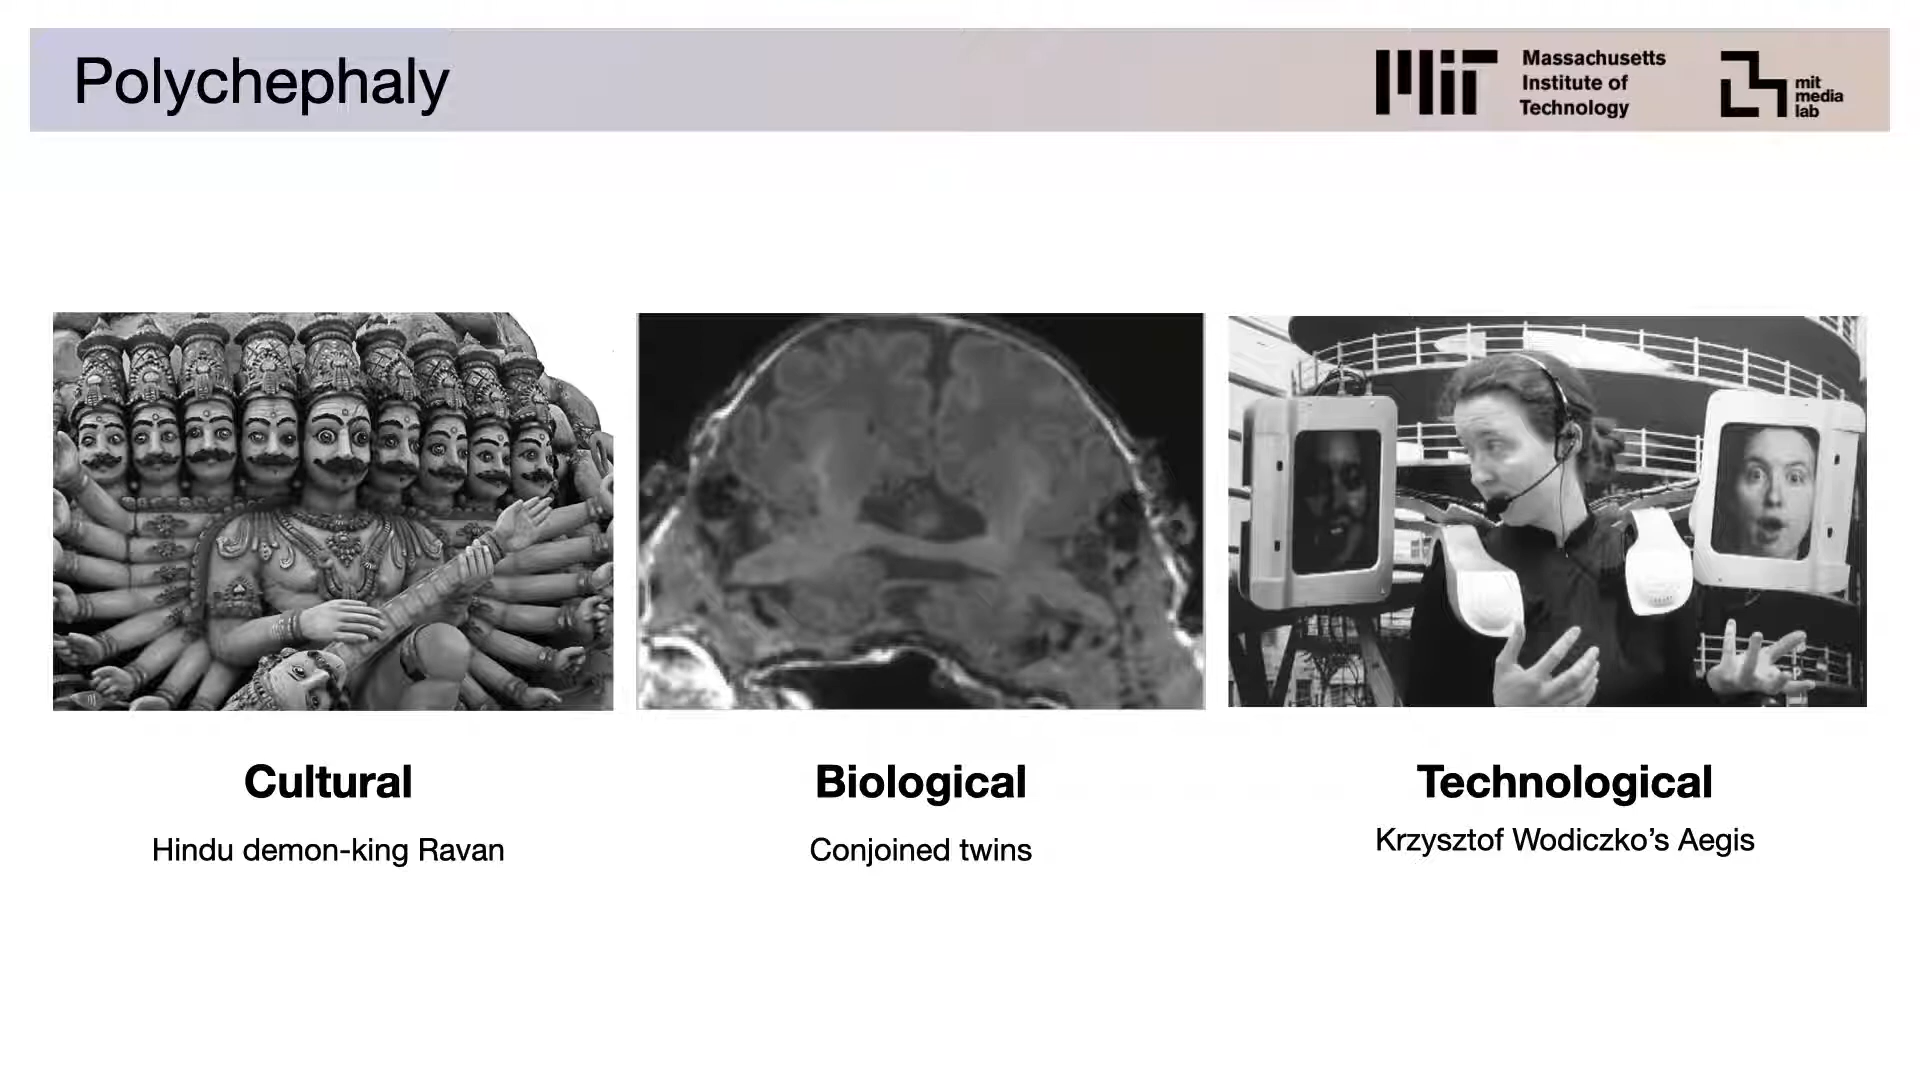 Polychephaly
Massachusetts
Institute of
Technology
mit
media
lab
Cultural
Hindu demon-king Ravan
Biological
Conjoined twins
Technological
Krzysztof Wodiczko’s Aegis